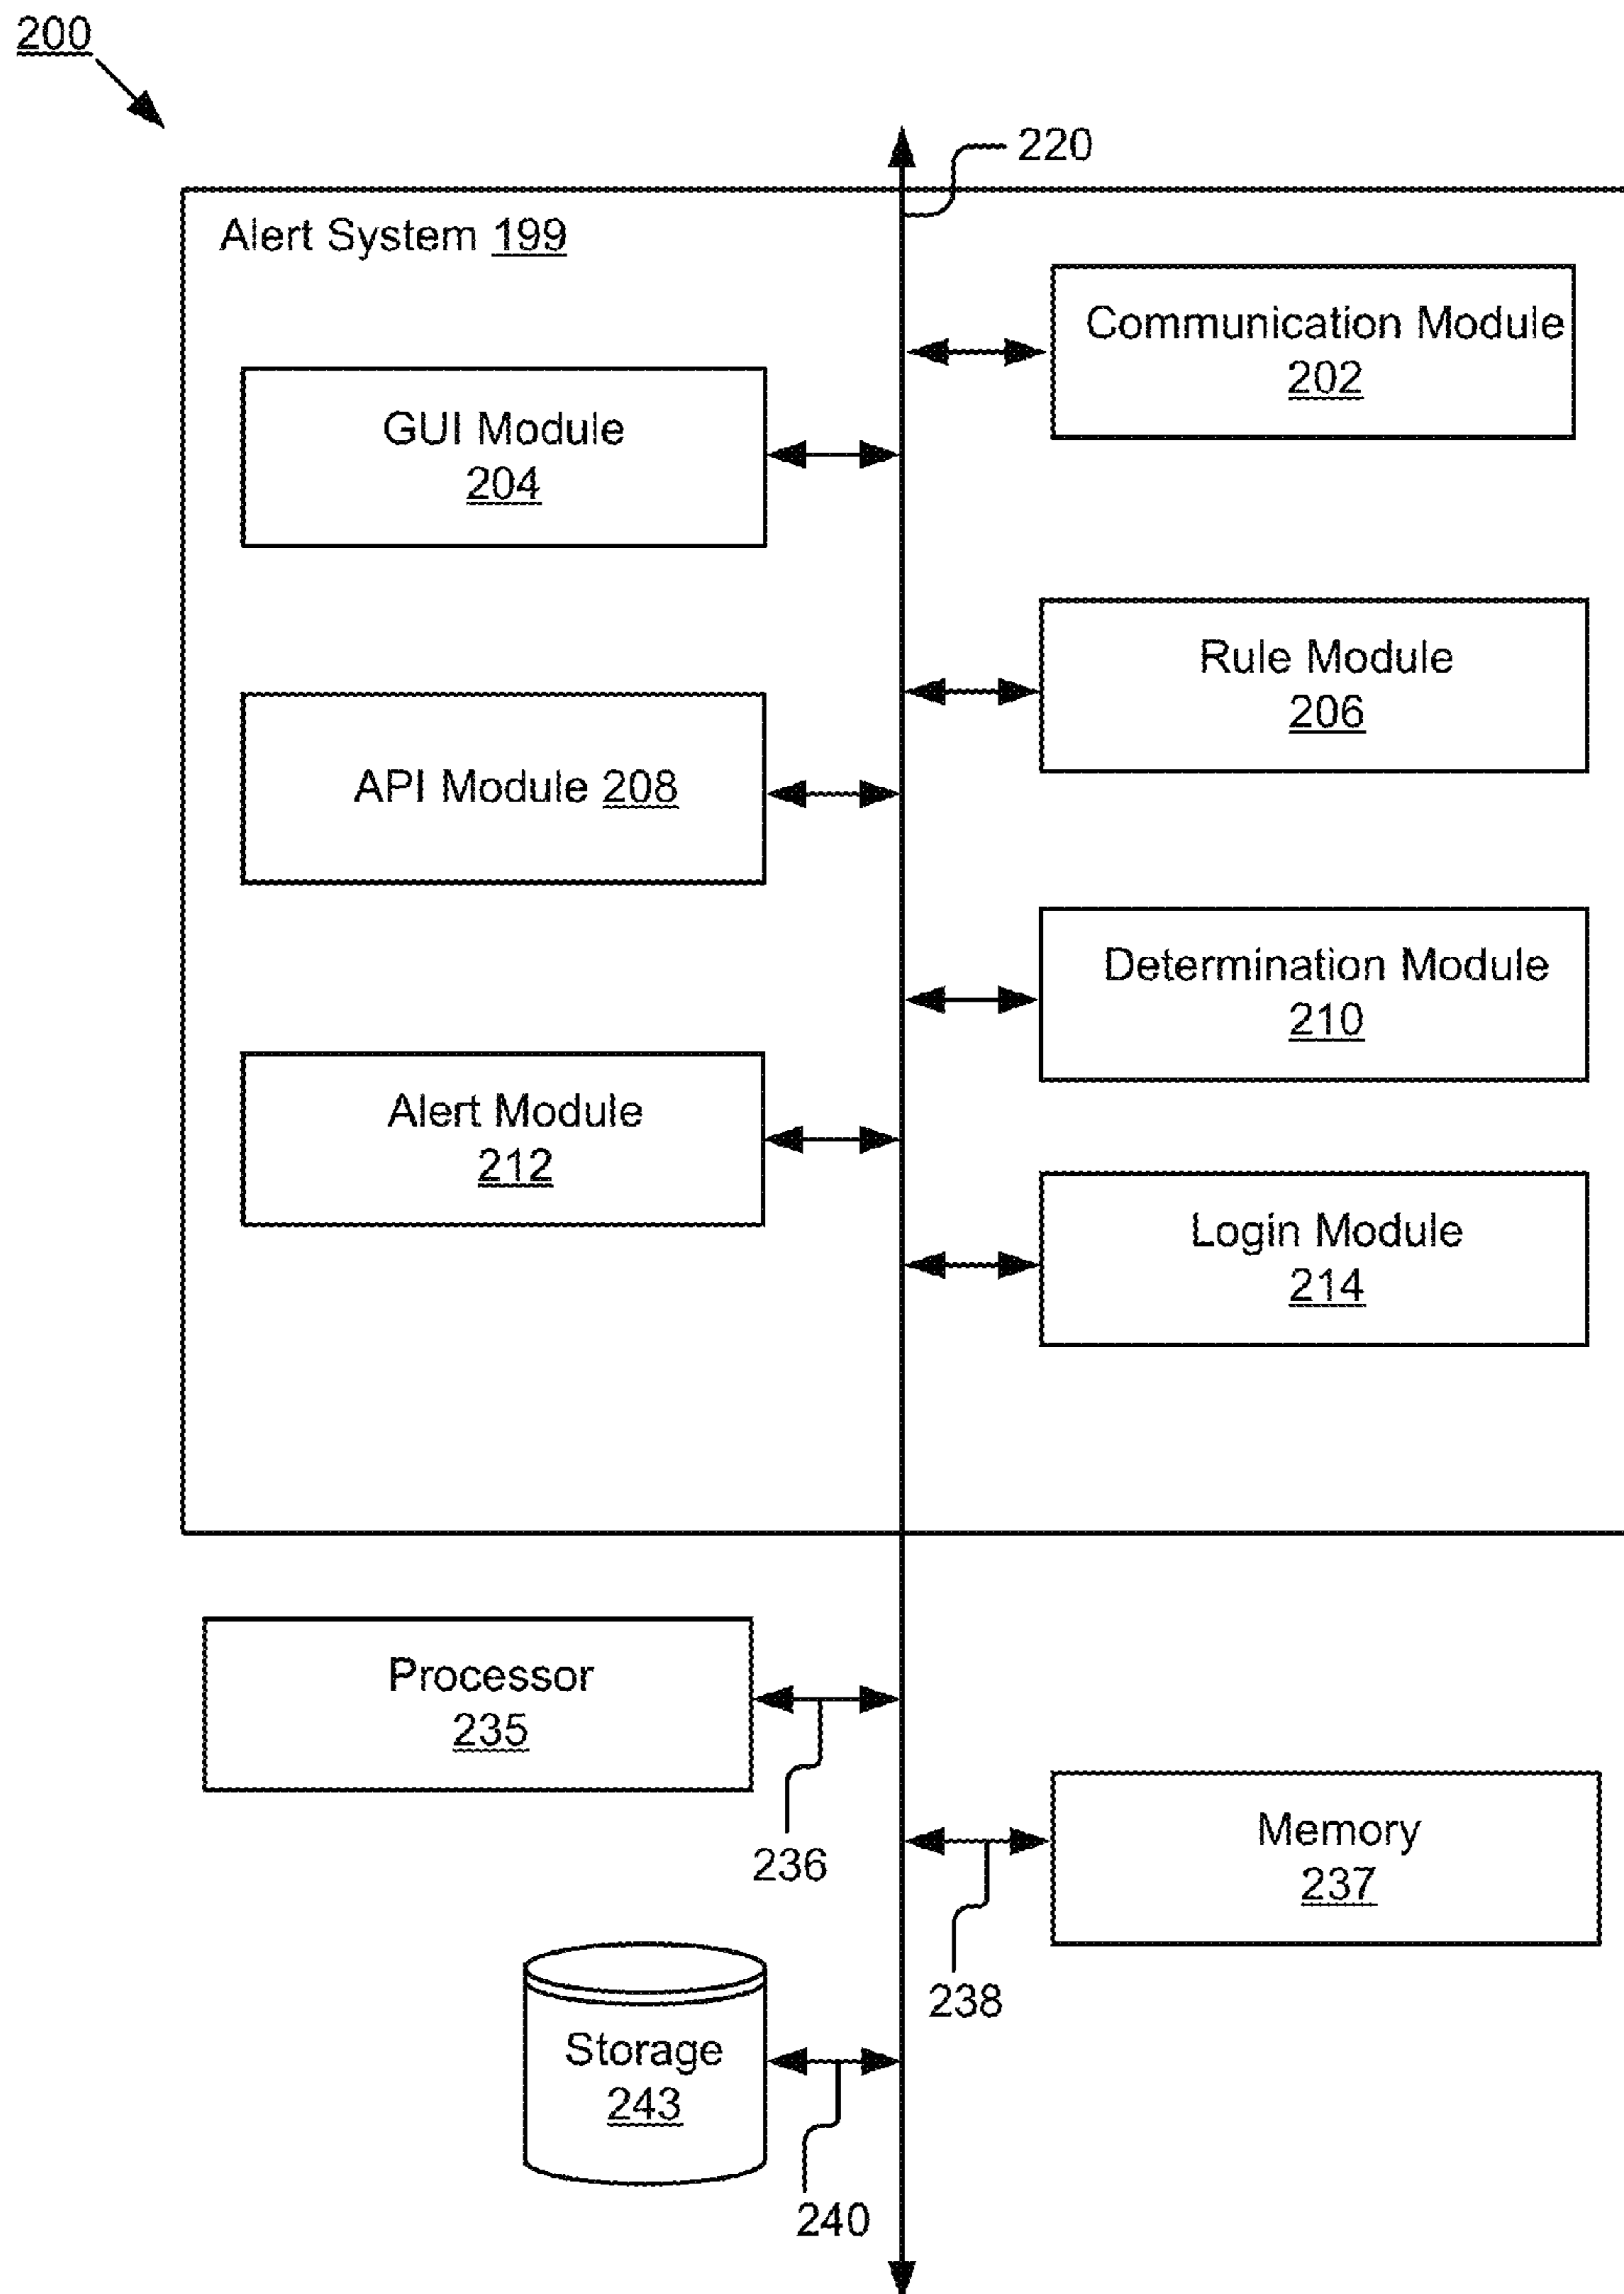 200
220
Alert System 199
Communication Module
202
GUI Module
204
Rule Module
206
API Module 208
Determination Module
210
Alert Module
212
Login Module
214
Processor
235
236
Memory
237
238
Storage
243
240